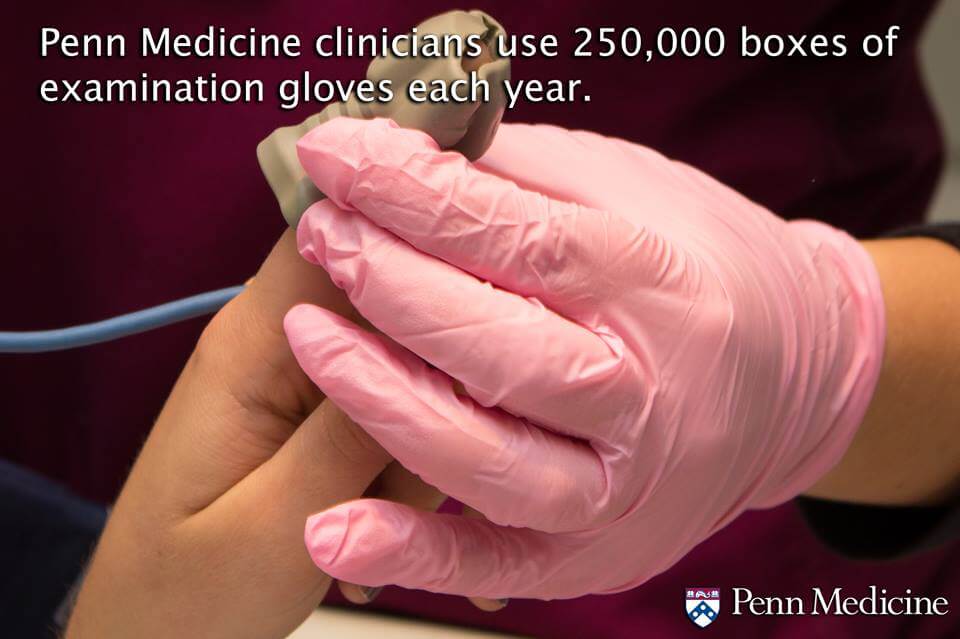 Penn Medicine clinicians use 250,000 boxes of
examination gloves each year.
Penn Medicine